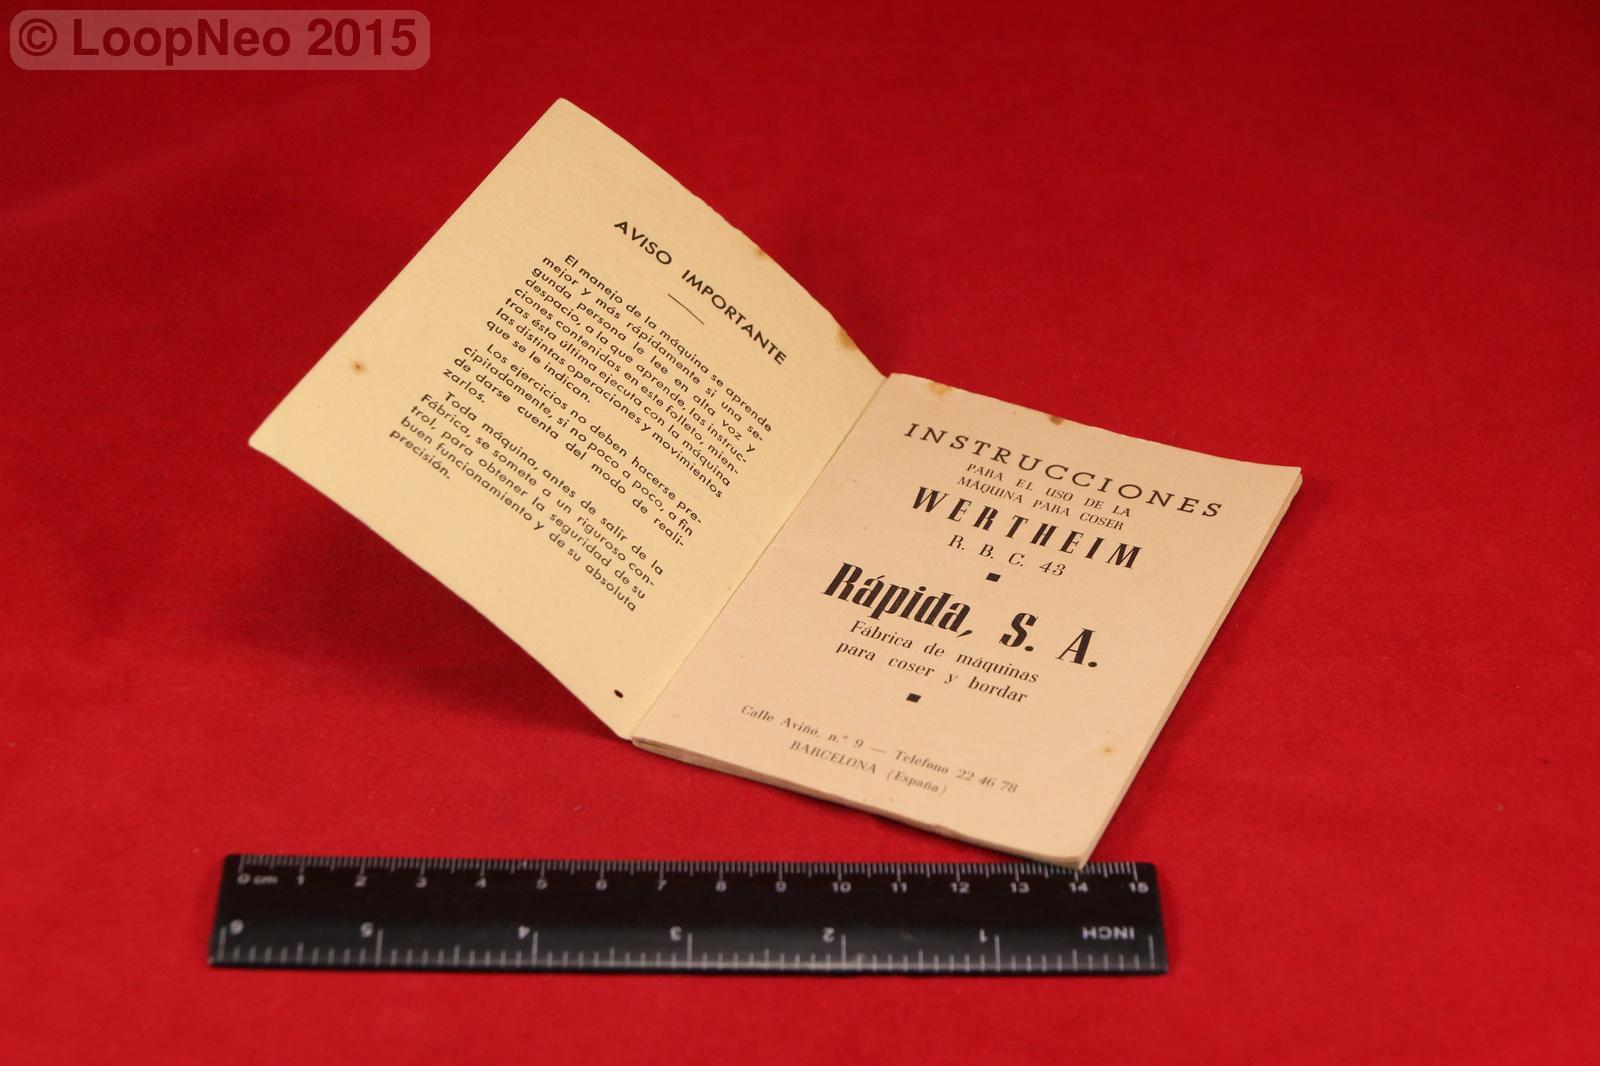 © LoopNeo 2015
AVISO IMPORTANTE
El manejo de la máquina se aprende
mejor y más rápidamente si una se-
gunda persona le lee en alta voz y
despacio, a la que aprende, las instruc-
ciones contenidas en este folleto, mien-
tras ésta última ejecuta con la máquina
las distintas operaciones y movimientos
que se le indican.
Los ejercicios no deben hacerse pre-
cipitadamente, si no poco a poco, a fin
de darse cuenta del modo de reali-
zarlos.
Toda máquina, antes de salir de la
Fábrica, se somete a un riguroso con-
trol, para obtener la seguridad de su
buen funcionamiento y de su absoluta
precisión.
INSTRUCCIONES
PARA EL USO DE LA
MÁQUINA PARA COSER
WERTHEIM
R. B. C. 43
Rápida, S. A.
Fábrica de máquinas
para coser y bordar
Calle Aviñó, n.° 9 — Teléfono 22 46 78
BARCELONA (España)
0 cm 1 2 3 4 5 6 7 8 9 10 11 12 13 14 15
INCH 1 2 3 4 5 6